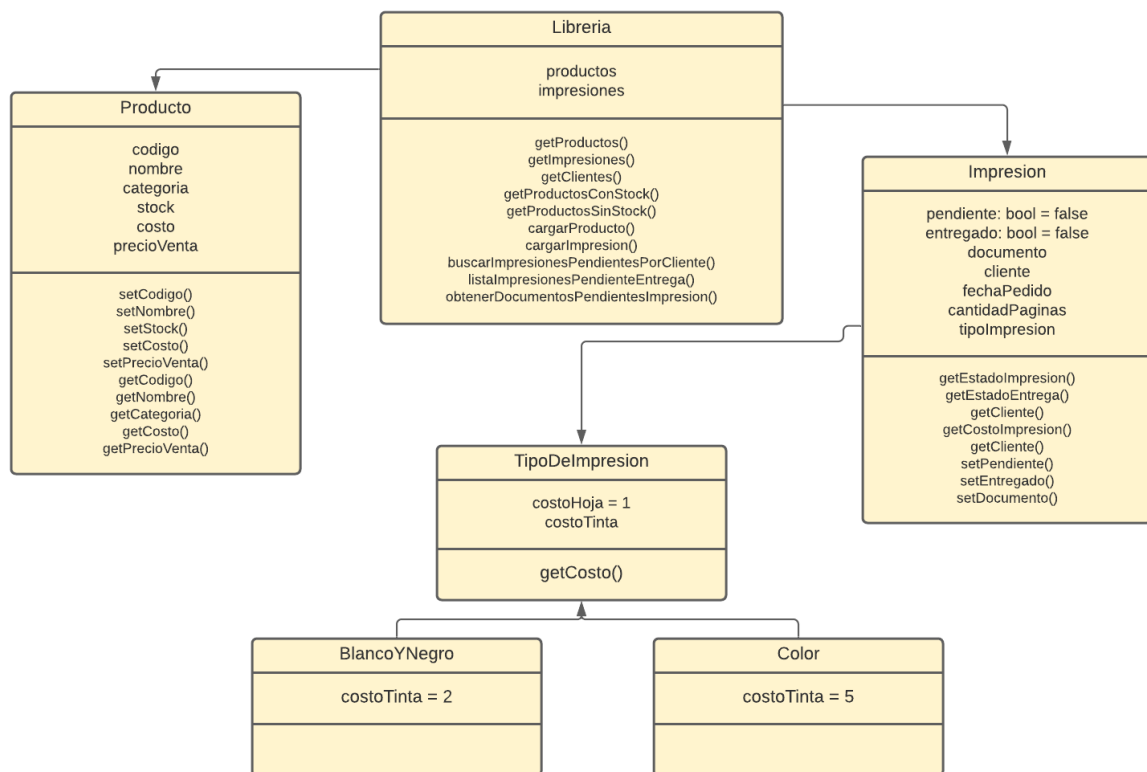 Libreria
productos
impresiones
getProductos()
getImpresiones()
getClientes()
getProductosConStock()
getProductosSinStock()
cargarProducto()
cargarImpresion()
buscarImpresionesPendientesPorCliente()
listaImpresionesPendienteEntrega()
obtenerDocumentosPendientesImpresion()
Producto
codigo
nombre
categoria
stock
costo
precioVenta
setCodigo()
setNombre()
setStock()
setCosto()
setPrecioVenta()
getCodigo()
getNombre()
getCategoria()
getCosto()
getPrecioVenta()
Impresion
pendiente: bool = false
entregado: bool = false
documento
cliente
fechaPedido
cantidadPaginas
tipoImpresion
getEstadoImpresion()
getEstadoEntrega()
getCliente()
getCostoImpresion()
getCliente()
setPendiente()
setEntregado()
setDocumento()
TipoDeImpresion
costoHoja = 1
costoTinta
getCosto()
BlancoYNegro
costoTinta = 2
Color
costoTinta = 5